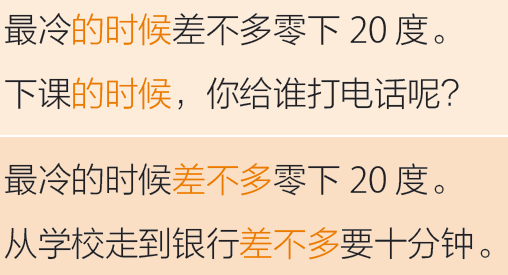 最冷的时候差不多零下 20 度。
下课的时候，你给谁打电话呢？
最冷的时候差不多零下 20 度。
从学校走到银行差不多要十分钟。